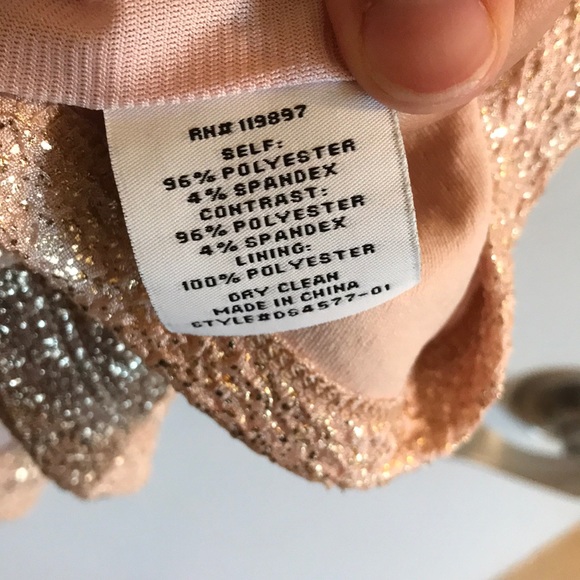 RN# 119897
SELF:
96% POLYESTER
4% SPANDEX
CONTRAST:
96% POLYESTER
4% SPANDEX
LINING:
100% POLYESTER
DRY CLEAN
MADE IN CHINA
STYLE#DS4577-01